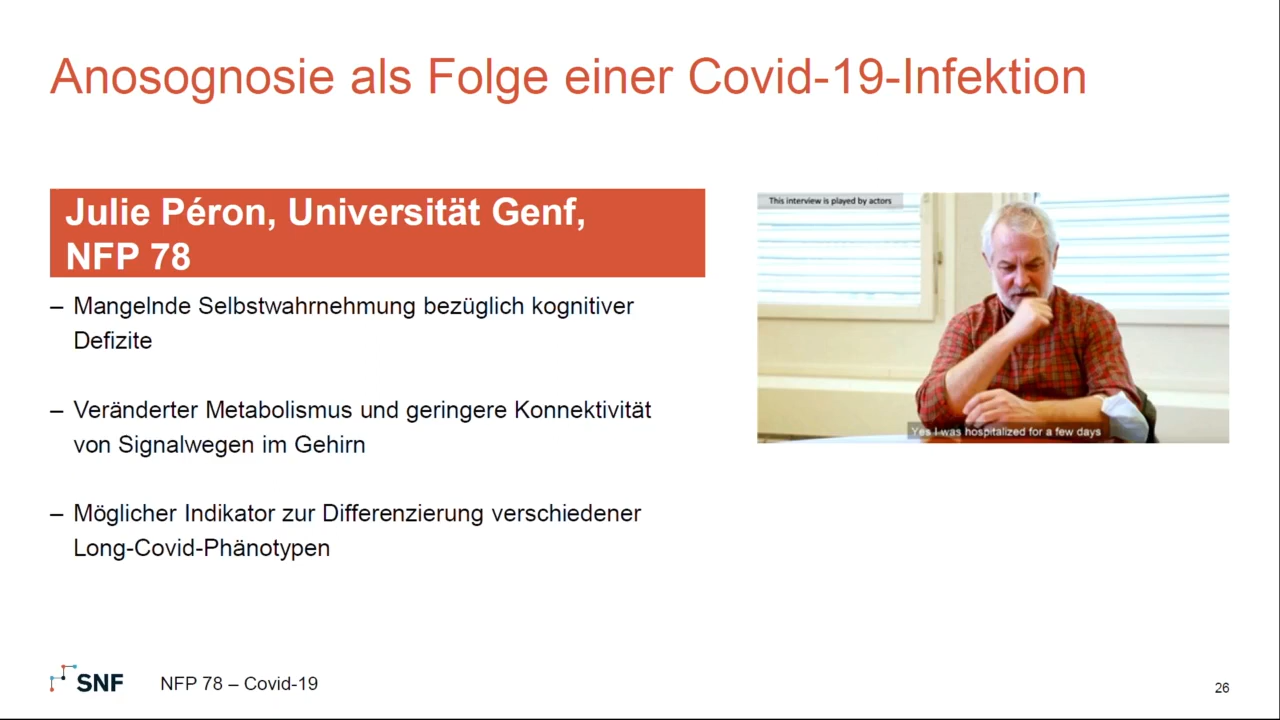 Anosognosie als Folge einer Covid-19-Infektion
Julie Péron, Universität Genf,
NFP 78
– Mangelnde Selbstwahrnehmung bezüglich kognitiver
Defizite
– Veränderter Metabolismus und geringere Konnektivität
von Signalwegen im Gehirn
– Möglicher Indikator zur Differenzierung verschiedener
Long-Covid-Phänotypen
This interview is played by actors
Yes I was hospitalized for a few days
SNF
NFP 78 – Covid-19
26